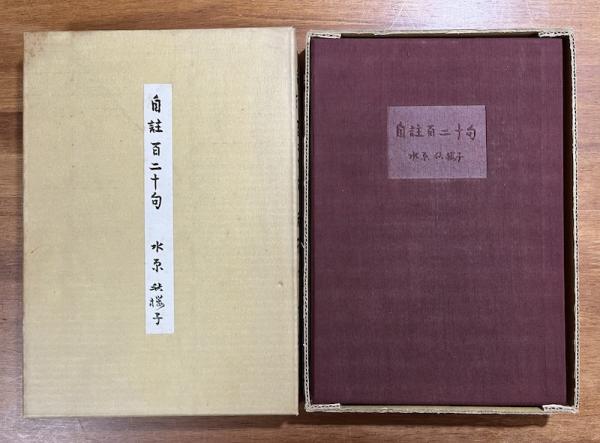 自註 百二十句 水原 秋櫻子
自註百二十句
水原秋櫻子